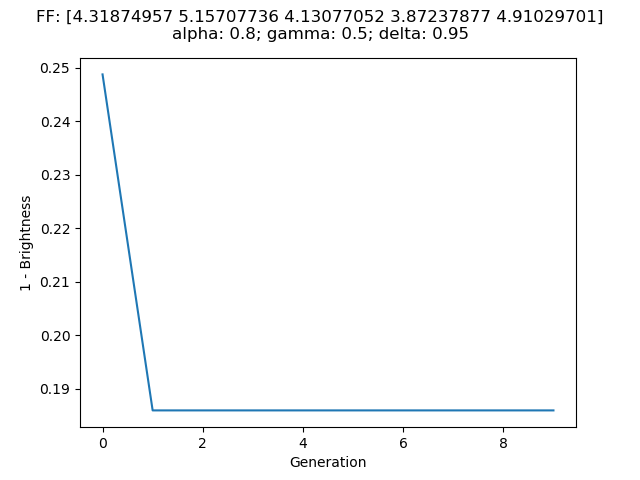 FF: [4.31874957 5.15707736 4.13077052 3.87237877 4.91029701]
alpha: 0.8; gamma: 0.5; delta: 0.95
0.25
0.24
0.23
0.22
0.21
0.20
0.19
1 - Brightness
0 2 4 6 8
Generation